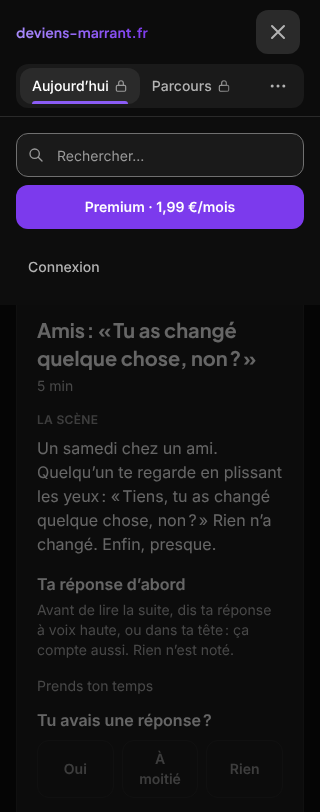 deviens-marrant.fr
Aujourd'hui
Parcours
Rechercher...
Premium · 1,99 €/mois
Connexion
Amis : « Tu as changé
quelque chose, non ? »
5 min
LA SCÈNE
Un samedi chez un ami.
Quelqu'un te regarde en plissant
les yeux : « Tiens, tu as changé
quelque chose, non ? » Rien n'a
changé. Enfin, presque.
Ta réponse d'abord
Avant de lire la suite, dis ta réponse
à voix haute, ou dans ta tête : ça
compte aussi. Rien n'est noté.
Prends ton temps
Tu avais une réponse ?
Oui
À
moitié
Rien